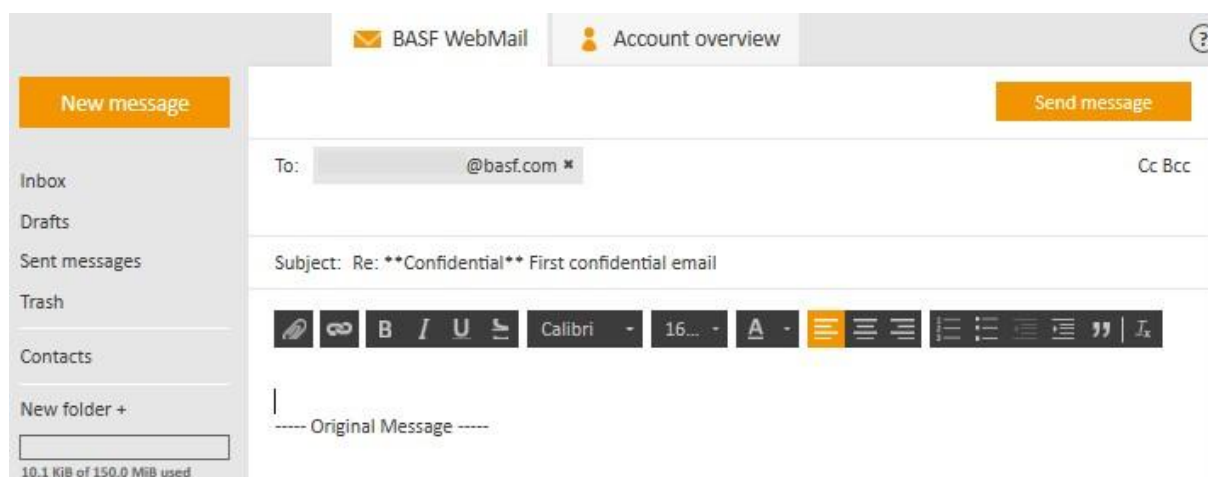 BASF WebMail Account overview ?
New message
Send message
To: @basf.com ✖ Cc Bcc
Inbox
Drafts
Sent messages
Subject: Re: **Confidential** First confidential email
Trash
B I U S Calibri 16... A Ix
Contacts
New folder +
----- Original Message -----
10.1 KiB of 150.0 MiB used